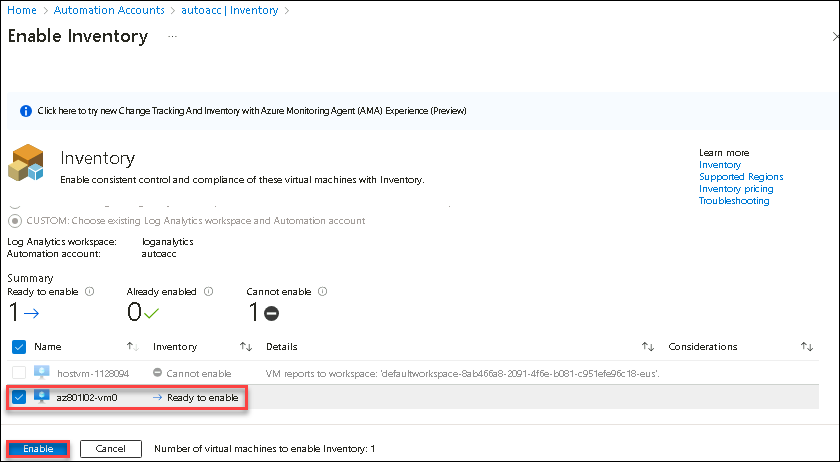 Home > Automation Accounts > autoacc | Inventory >
Enable Inventory ...
Click here to try new Change Tracking And Inventory with Azure Monitoring Agent (AMA) Experience (Preview)
Inventory
Enable consistent control and compliance of these virtual machines with Inventory.
Learn more
Inventory
Supported Regions
Inventory pricing
Troubleshooting
CUSTOM: Choose existing Log Analytics workspace and Automation account
Log Analytics workspace: loganalytics
Automation account: autoacc
Summary
Ready to enable Already enabled Cannot enable
1 0 1
Name Inventory Details Considerations
hostvm-1128094 Cannot enable VM reports to workspace: 'defaultworkspace-8ab466a8-2091-4f6e-b081-c951efe96c18-eus'.
az801l02-vm0 Ready to enable
Enable Cancel Number of virtual machines to enable Inventory: 1